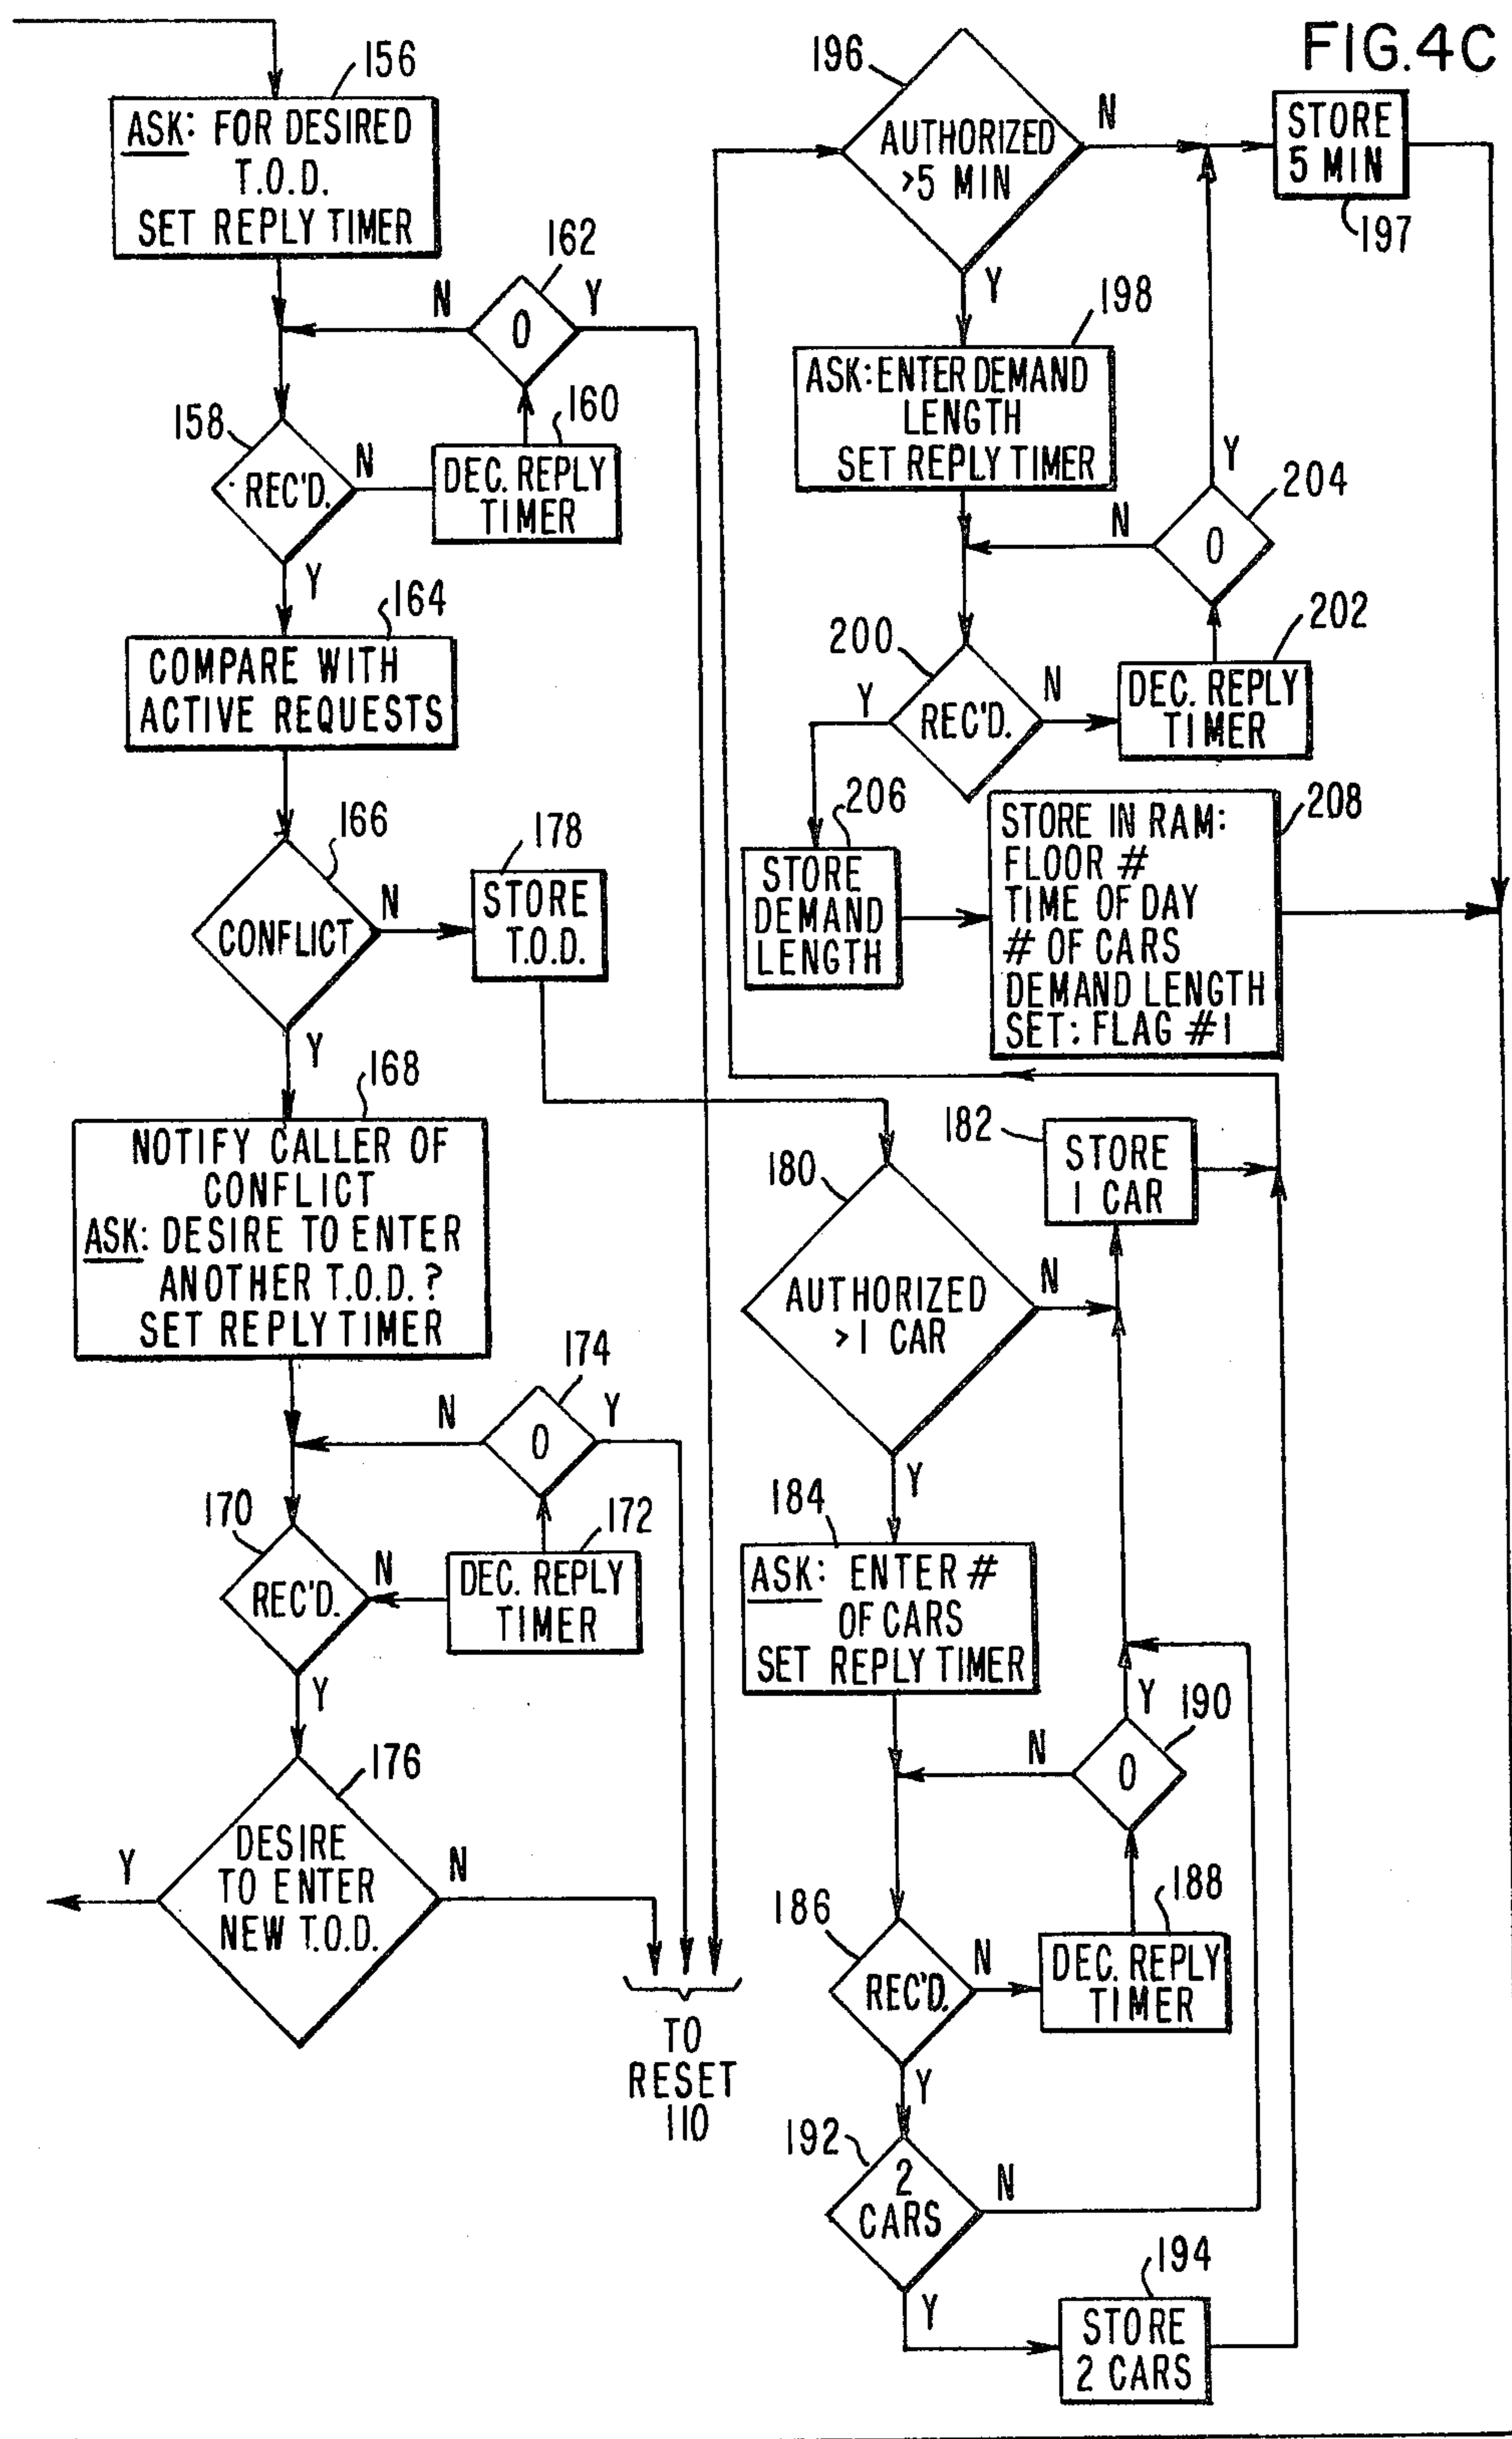 FIG.4C
156
ASK: FOR DESIRED
T.O.D.
SET REPLY TIMER
162
N
0
Y
158
REC'D.
N
160
DEC. REPLY
TIMER
Y
164
COMPARE WITH
ACTIVE REQUESTS
166
CONFLICT
N
178
STORE
T.O.D.
Y
168
NOTIFY CALLER OF
CONFLICT
ASK: DESIRE TO ENTER
ANOTHER T.O.D.?
SET REPLY TIMER
174
N
0
Y
170
REC'D.
N
172
DEC. REPLY
TIMER
Y
176
DESIRE
TO ENTER
NEW T.O.D.
Y
N
TO
RESET
110
196
AUTHORIZED
>5 MIN
N
STORE
5 MIN
197
Y
198
ASK: ENTER DEMAND
LENGTH
SET REPLY TIMER
Y
204
N
0
200
Y
REC'D.
N
202
DEC. REPLY
TIMER
206
STORE
DEMAND
LENGTH
208
STORE IN RAM:
FLOOR #
TIME OF DAY
# OF CARS
DEMAND LENGTH
SET: FLAG #1
182
STORE
1 CAR
180
AUTHORIZED
>1 CAR
N
Y
184
ASK: ENTER #
OF CARS
SET REPLY TIMER
Y
190
N
0
186
REC'D.
N
188
DEC. REPLY
TIMER
Y
192
2
CARS
N
Y
194
STORE
2 CARS